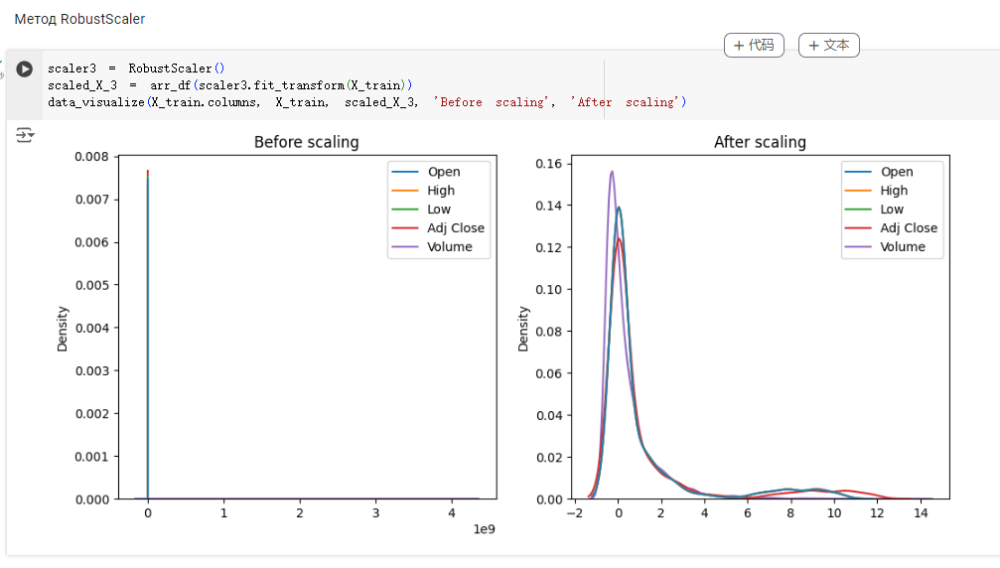 Метод RobustScaler
+ 代码
+ 文本
scaler3 = RobustScaler()
scaled_X_3 = arr_df(scaler3.fit_transform(X_train))
data_visualize(X_train.columns, X_train, scaled_X_3, 'Before scaling', 'After scaling')
Before scaling
Density
0.008
0.007
0.006
0.005
0.004
0.003
0.002
0.001
0.000
0
1
2
3
4
1e9
Open
High
Low
Adj Close
Volume
After scaling
Density
0.16
0.14
0.12
0.10
0.08
0.06
0.04
0.02
0.00
−2
0
2
4
6
8
10
12
14
Open
High
Low
Adj Close
Volume